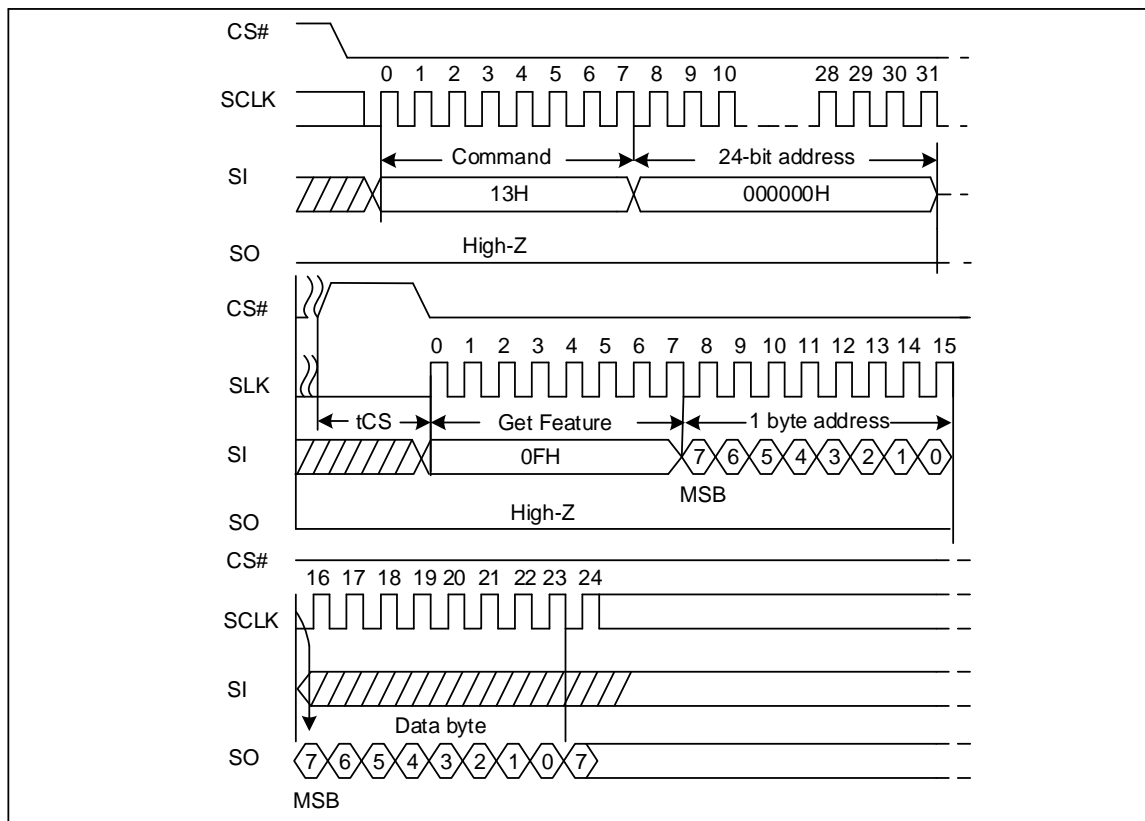 CS#
0 1 2 3 4 5 6 7 8 9 10 28 29 30 31
SCLK
Command 24-bit address
SI
13H 000000H
High-Z
SO
CS#
0 1 2 3 4 5 6 7 8 9 10 11 12 13 14 15
SLK
tCS Get Feature 1 byte address
SI
0FH 7 6 5 4 3 2 1 0
MSB
High-Z
SO
CS#
16 17 18 19 20 21 22 23 24
SCLK
SI
Data byte
SO
7 6 5 4 3 2 1 0 7
MSB